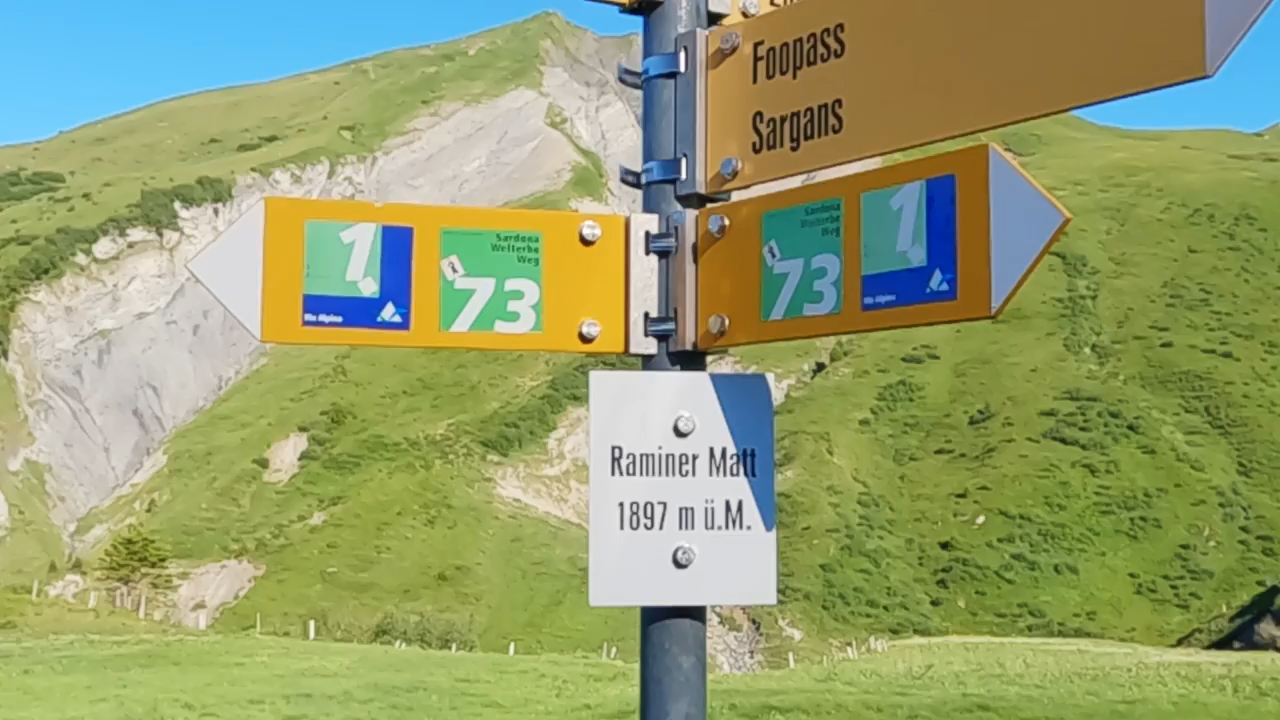 Foopass
Sargans
1
Via Alpina
Sardona
Welterbe
Weg
73
Sardona
Welterbe
Weg
73
1
Via Alpina
Raminer Matt
1897 m ü.M.